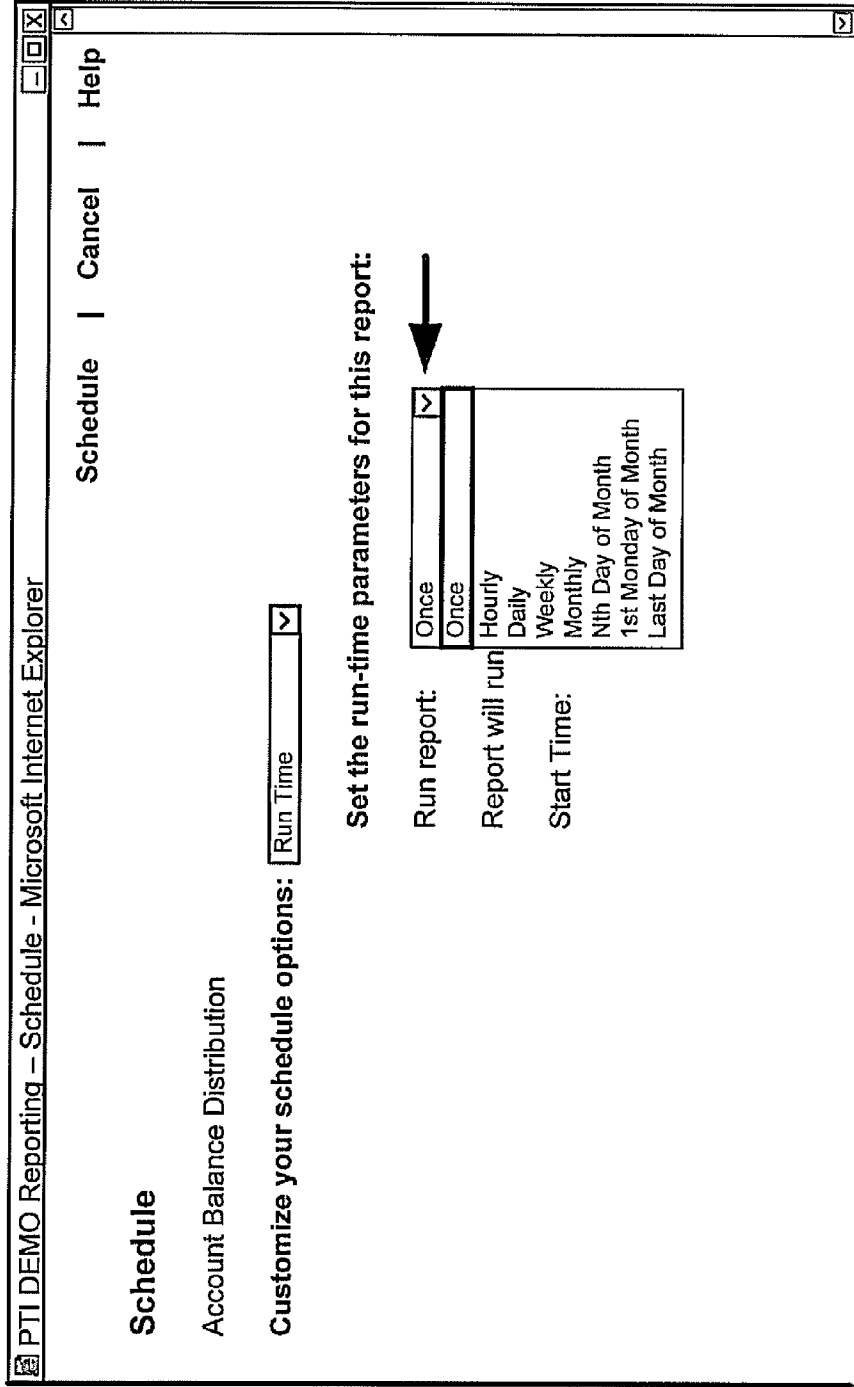 PTI DEMO Reporting – Schedule - Microsoft Internet Explorer
Schedule | Cancel | Help
Schedule
Account Balance Distribution
Customize your schedule options: Run Time
Set the run-time parameters for this report:
Run report: Once
Once
Report will run Hourly
Daily
Start Time: Weekly
Monthly
Nth Day of Month
1st Monday of Month
Last Day of Month